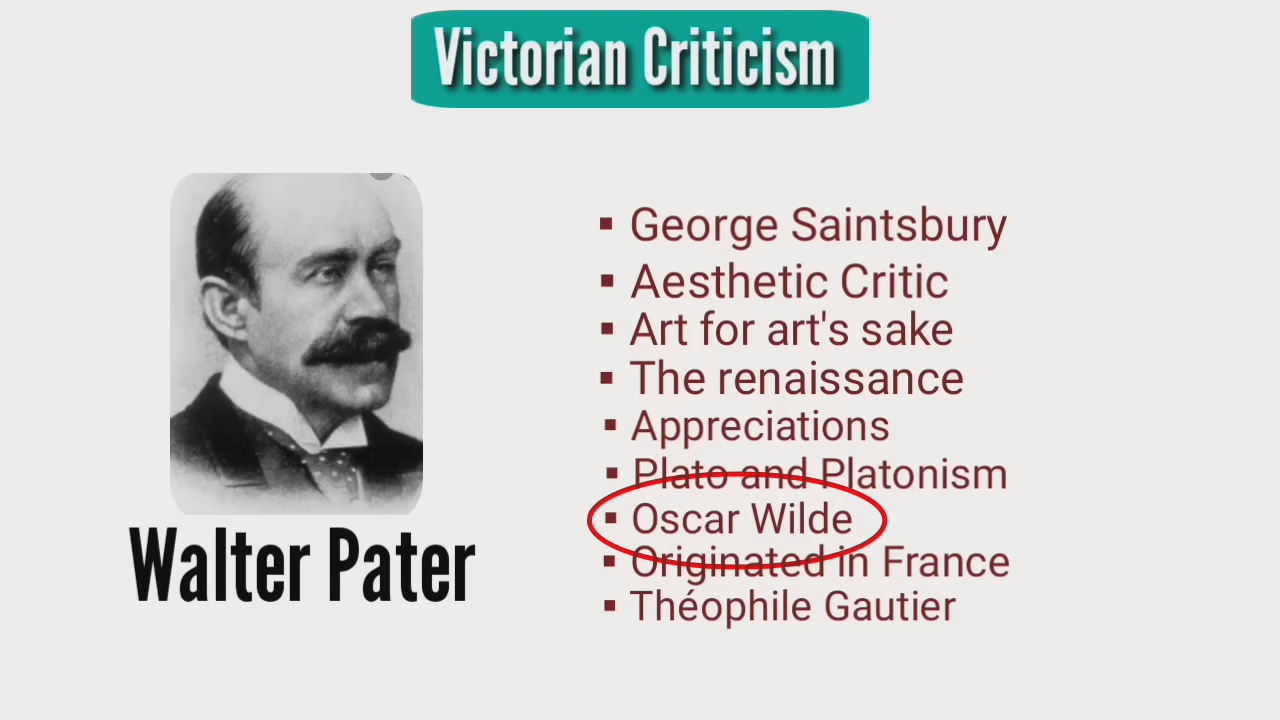 Victorian Criticism
George Saintsbury
Aesthetic Critic
Art for art's sake
The renaissance
Appreciations
Plato and Platonism
Oscar Wilde
Originated in France
Théophile Gautier
Walter Pater